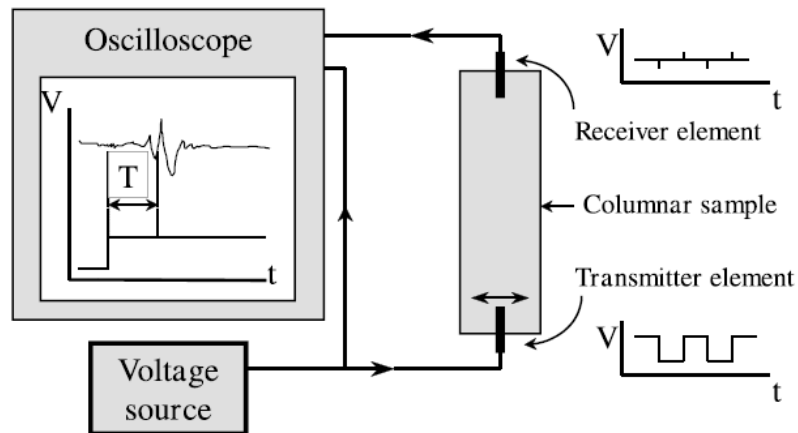 Oscilloscope
V
T
t
Voltage
source
V
t
Receiver element
Columnar sample
Transmitter element
V
t